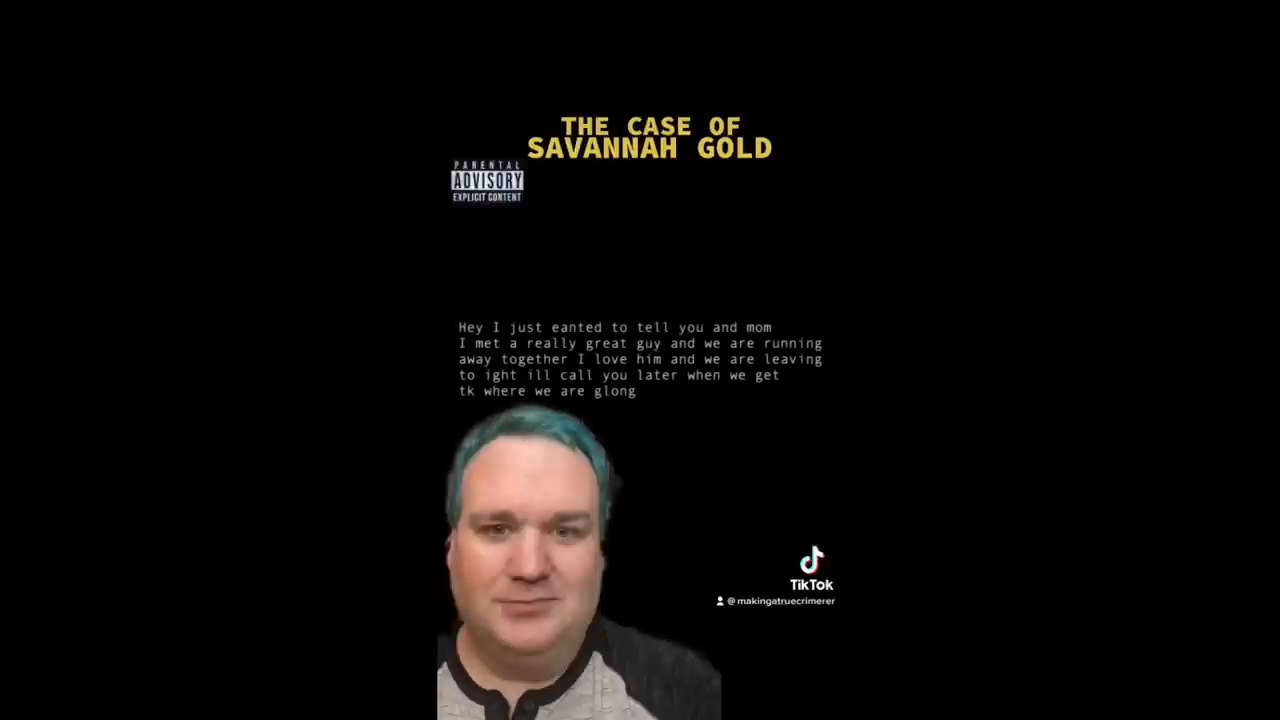 THE CASE OF
SAVANNAH GOLD
PARENTAL
ADVISORY
EXPLICIT CONTENT
Hey I just eanted to tell you and mom
I met a really great guy and we are running
away together I love him and we are leaving
to ight ill call you later when we get
tk where we are glong
TikTok
@makingatruecrimerer